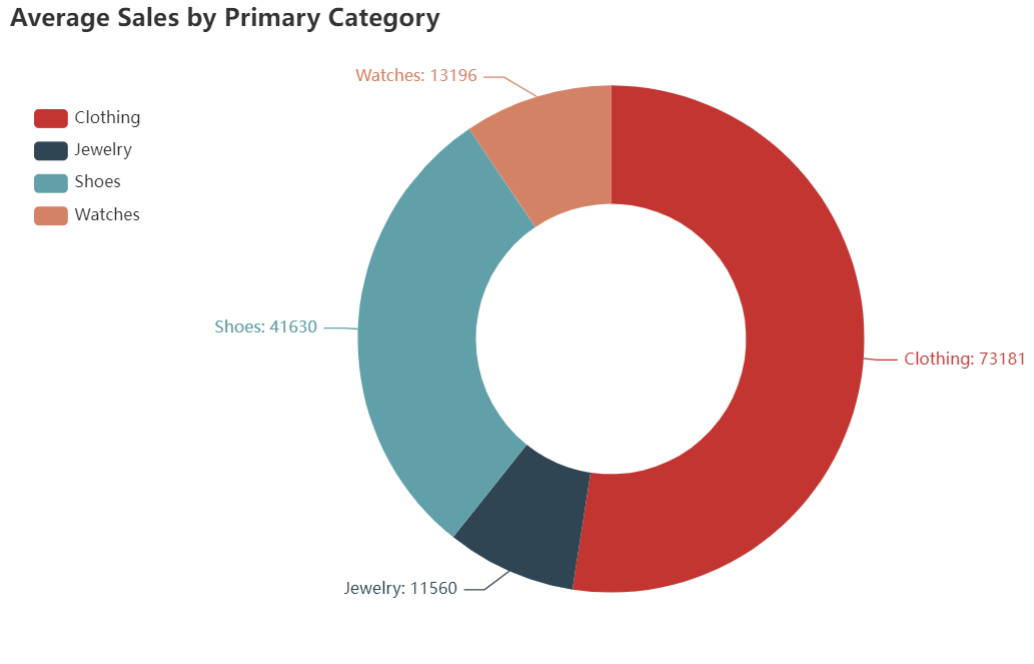 Average Sales by Primary Category
Watches: 13196
Clothing
Jewelry
Shoes
Watches
Shoes: 41630
Clothing: 73181
Jewelry: 11560